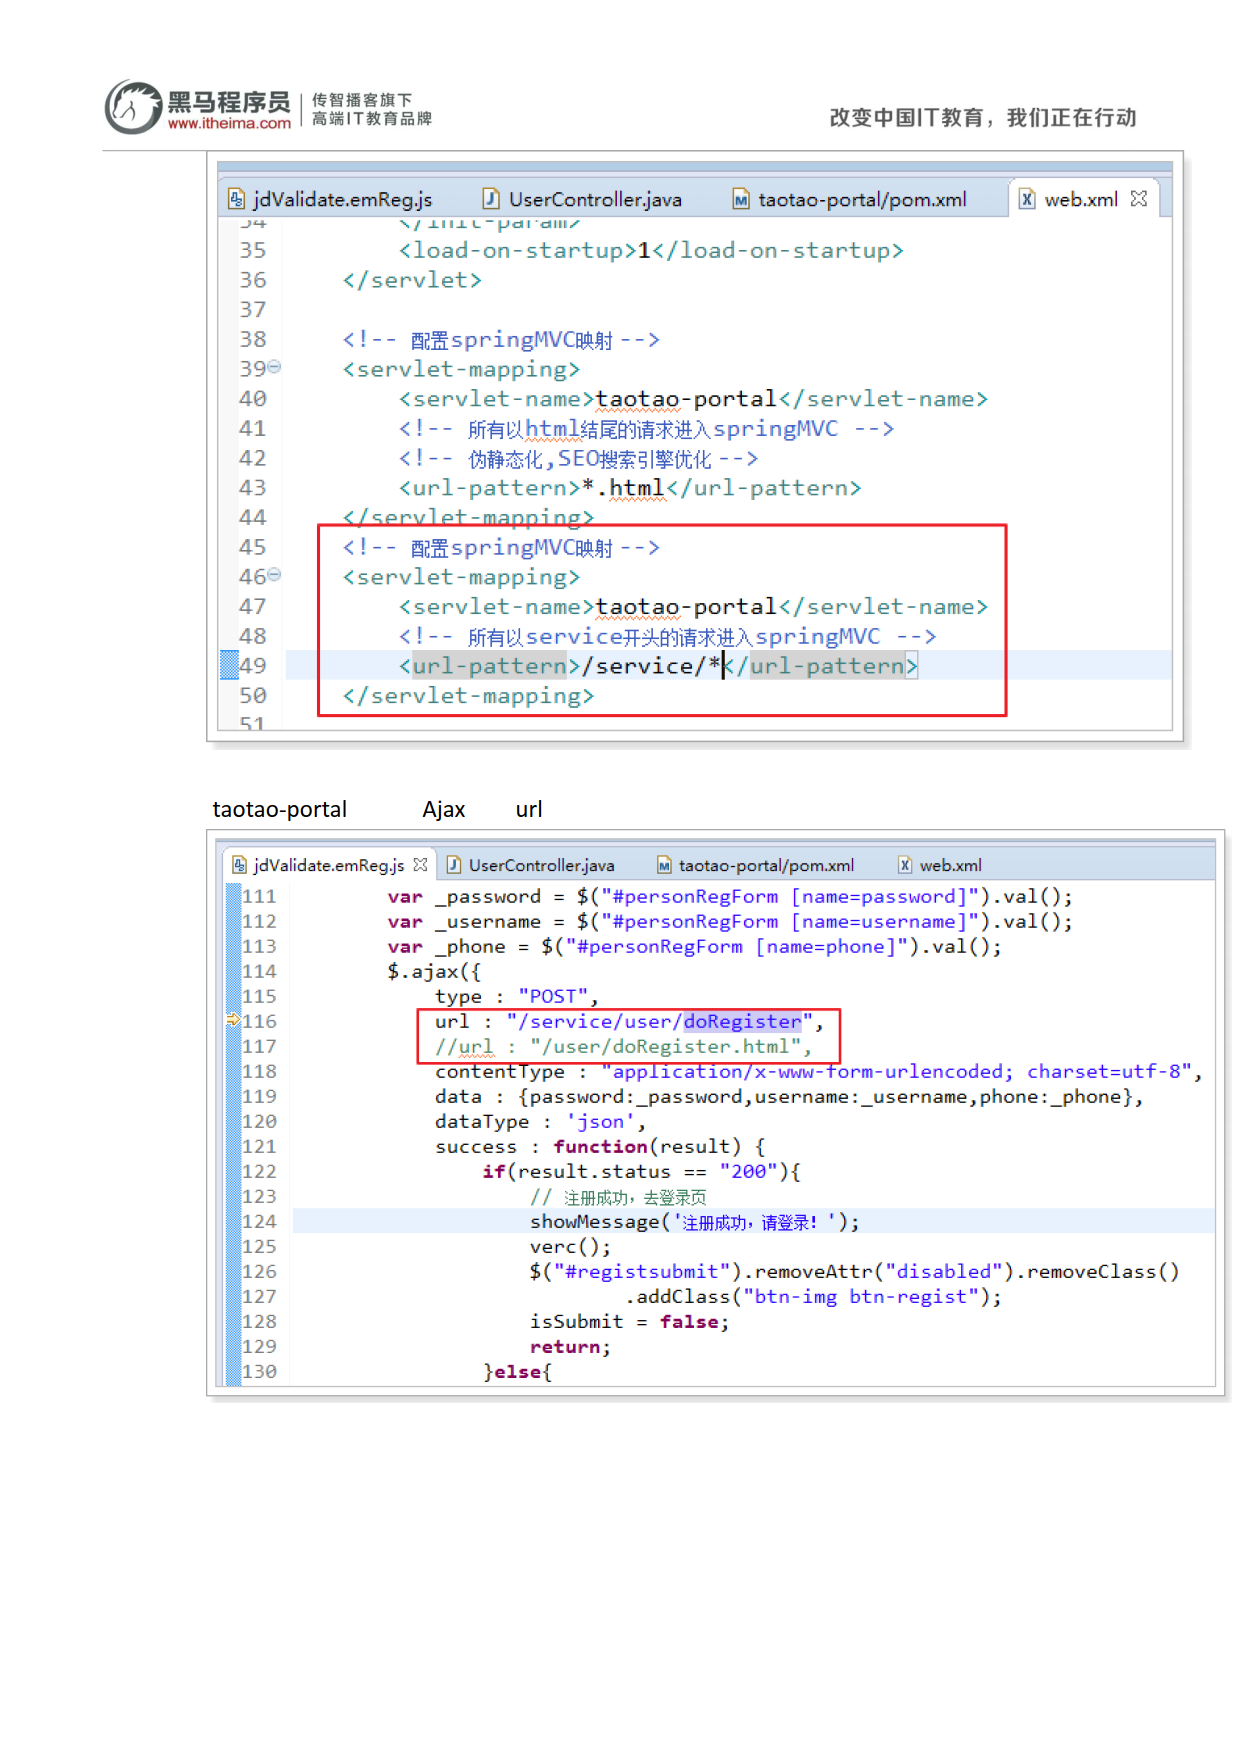 黑马程序员
www.itheima.com
传智播客旗下
高端IT教育品牌
改变中国IT教育，我们正在行动
jdValidate.emReg.js UserController.java taotao-portal/pom.xml web.xml
34 </init-param>
35 <load-on-startup>1</load-on-startup>
36 </servlet>
37
38 <!-- 配置springMVC映射 -->
39 <servlet-mapping>
40 <servlet-name>taotao-portal</servlet-name>
41 <!-- 所有以html结尾的请求进入springMVC -->
42 <!-- 伪静态化,SEO搜索引擎优化 -->
43 <url-pattern>*.html</url-pattern>
44 </servlet-mapping>
45 <!-- 配置springMVC映射 -->
46 <servlet-mapping>
47 <servlet-name>taotao-portal</servlet-name>
48 <!-- 所有以service开头的请求进入springMVC -->
49 <url-pattern>/service/*</url-pattern>
50 </servlet-mapping>
51
taotao-portal Ajax url
jdValidate.emReg.js UserController.java taotao-portal/pom.xml web.xml
111 var _password = $("#personRegForm [name=password]").val();
112 var _username = $("#personRegForm [name=username]").val();
113 var _phone = $("#personRegForm [name=phone]").val();
114 $.ajax({
115 type : "POST",
116 url : "/service/user/doRegister",
117 //url : "/user/doRegister.html",
118 contentType : "application/x-www-form-urlencoded; charset=utf-8",
119 data : {password:_password,username:_username,phone:_phone},
120 dataType : 'json',
121 success : function(result) {
122 if(result.status == "200"){
123 // 注册成功，去登录页
124 showMessage('注册成功，请登录！');
125 verc();
126 $("#registsubmit").removeAttr("disabled").removeClass()
127 .addClass("btn-img btn-regist");
128 isSubmit = false;
129 return;
130 }else{